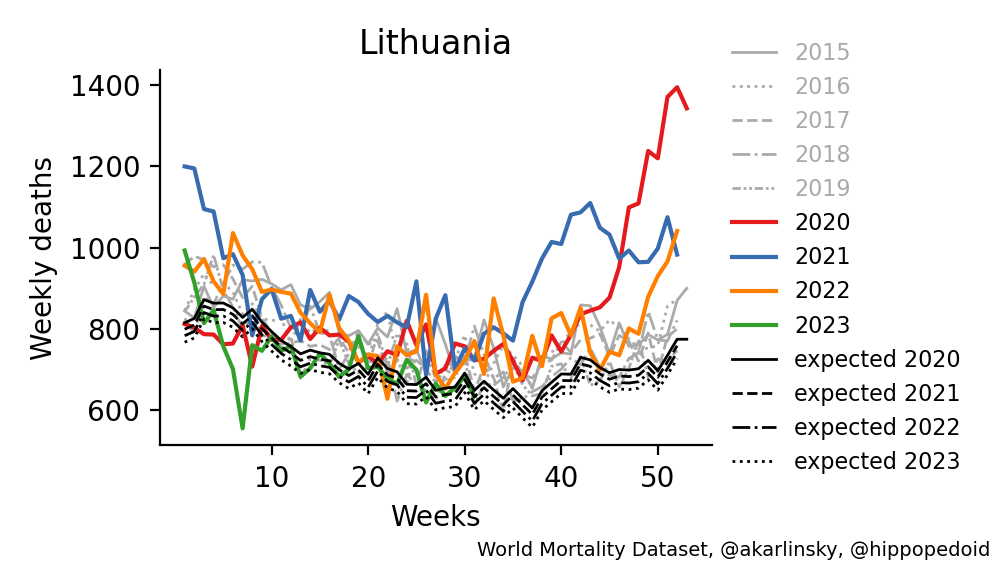 Lithuania
Weekly deaths
1400
1200
1000
800
600
10 20 30 40 50
Weeks
2015
2016
2017
2018
2019
2020
2021
2022
2023
expected 2020
expected 2021
expected 2022
expected 2023
World Mortality Dataset, @akarlinsky, @hippopedoid